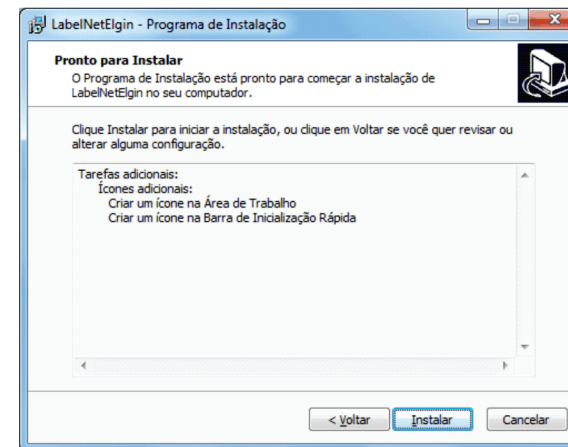 LabelNetElgin - Programa de Instalação
Pronto para Instalar
O Programa de Instalação está pronto para começar a instalação de
LabelNetElgin no seu computador.
Clique Instalar para iniciar a instalação, ou clique em Voltar se você quer revisar ou
alterar alguma configuração.
Tarefas adicionais:
Ícones adicionais:
Criar um ícone na Área de Trabalho
Criar um ícone na Barra de Inicialização Rápida
< Voltar
Instalar
Cancelar